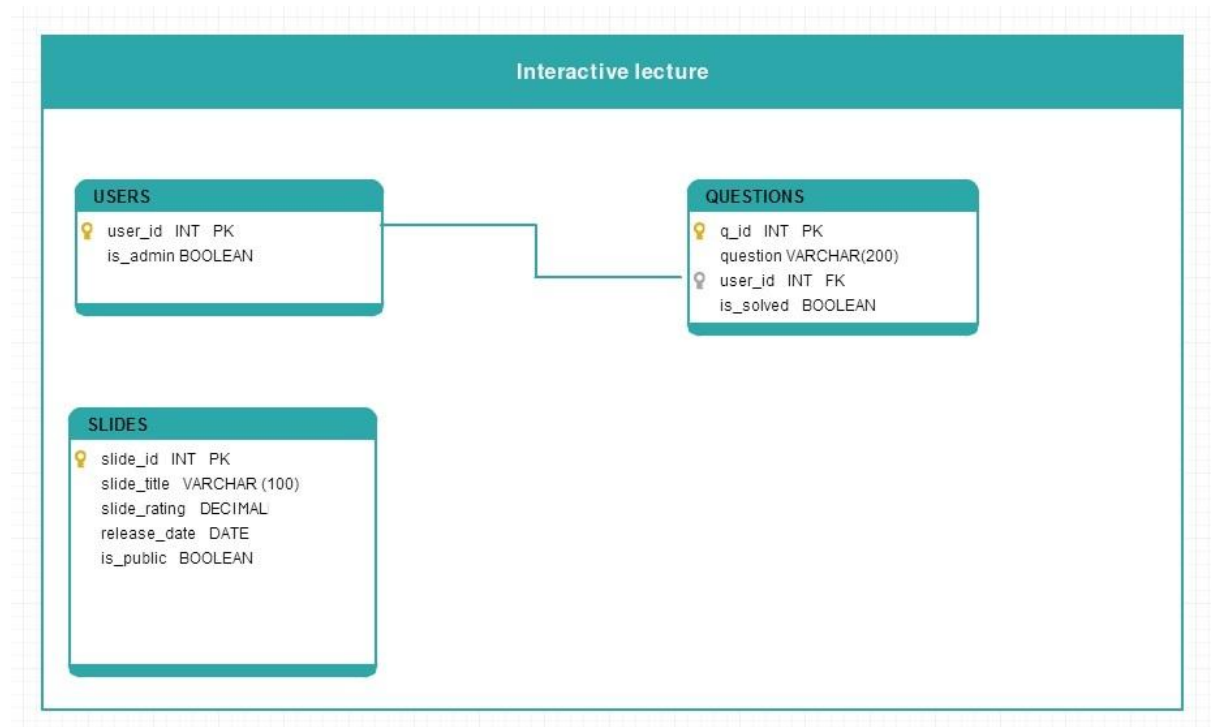 Interactive lecture
USERS
user_id INT PK
is_admin BOOLEAN
QUESTIONS
q_id INT PK
question VARCHAR(200)
user_id INT FK
is_solved BOOLEAN
SLIDES
slide_id INT PK
slide_title VARCHAR (100)
slide_rating DECIMAL
release_date DATE
is_public BOOLEAN